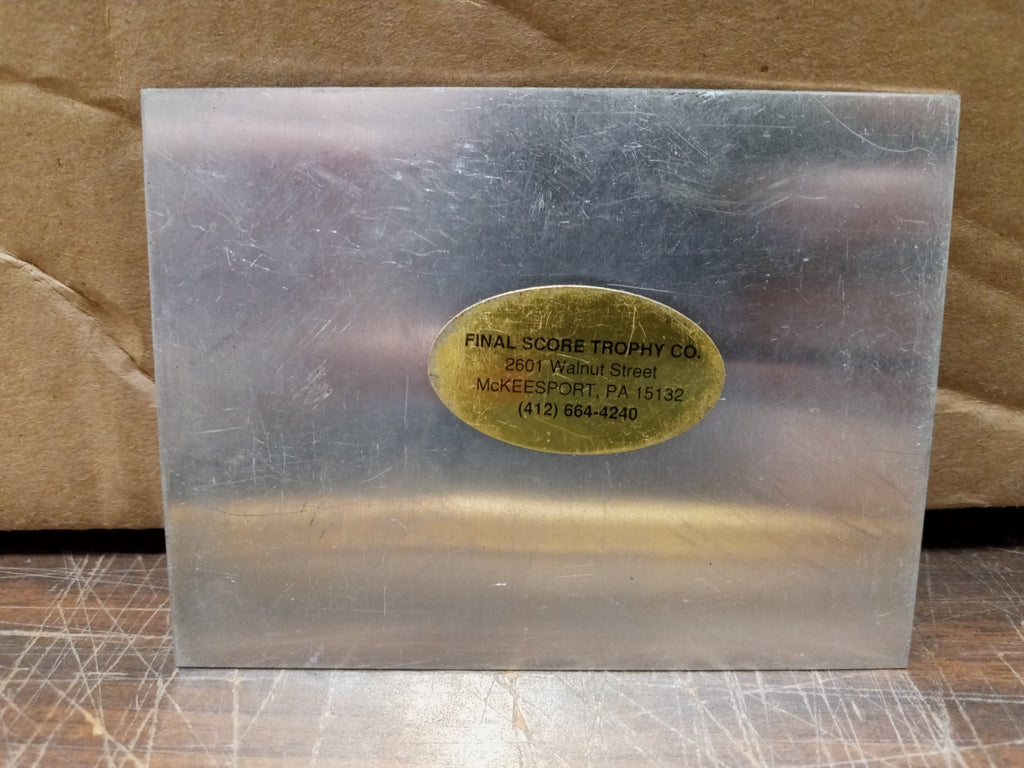 FINAL SCORE TROPHY CO.
2601 Walnut Street
McKEESPORT, PA 15132
(412) 664-4240